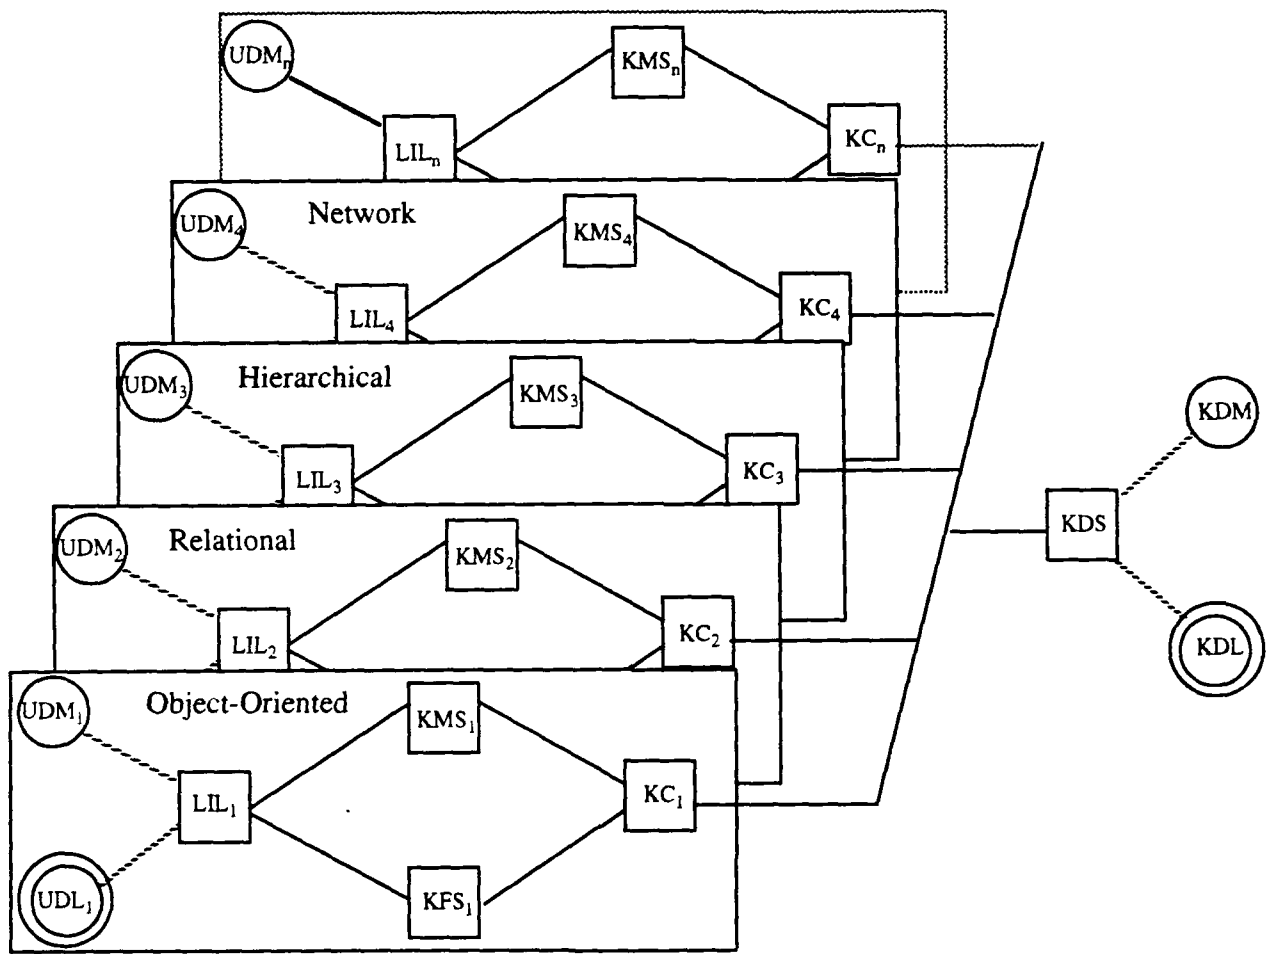 UDMₙ
KMSₙ
LILₙ
KCₙ
Network
UDM₄
KMS₄
LIL₄
KC₄
Hierarchical
UDM₃
KMS₃
LIL₃
KC₃
Relational
UDM₂
KMS₂
LIL₂
KC₂
Object-Oriented
UDM₁
KMS₁
LIL₁
KC₁
UDL₁
KFS₁
KDM
KDS
KDL